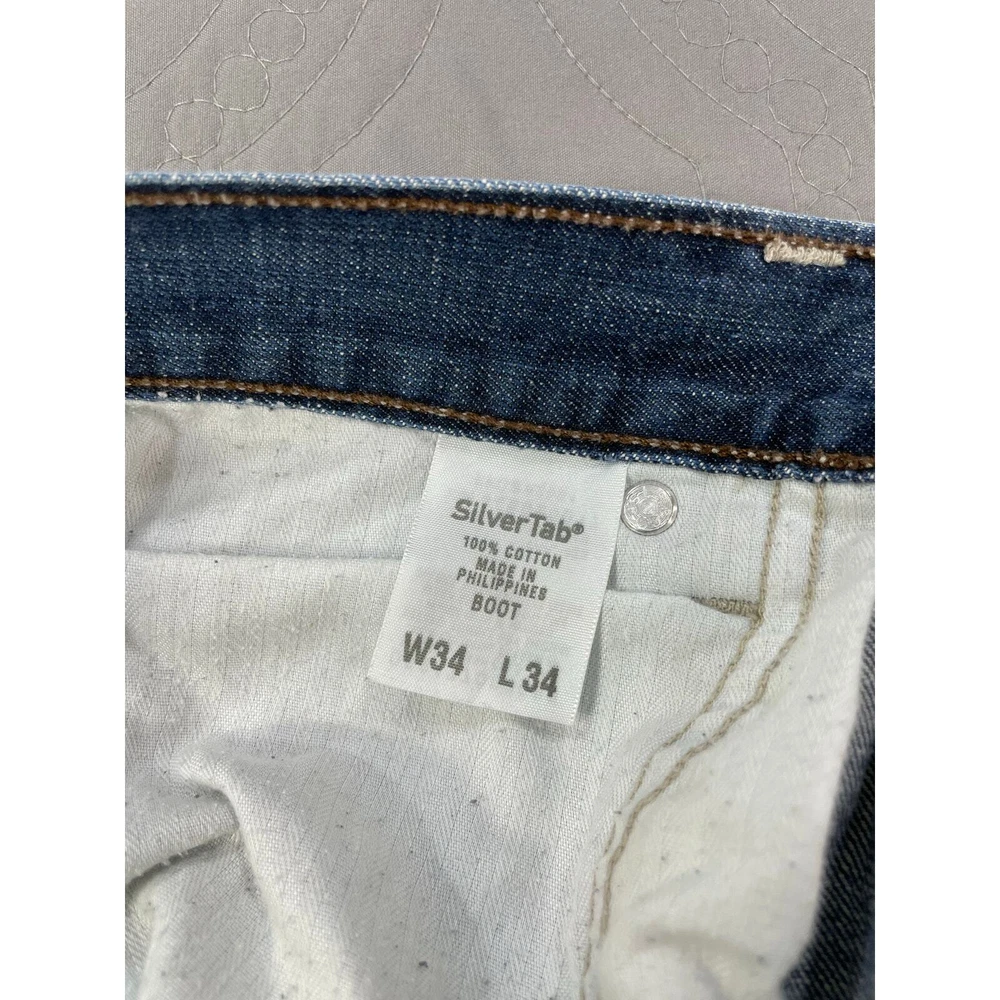 SilverTab®
100% COTTON
MADE IN
PHILIPPINES
BOOT
W34 L 34